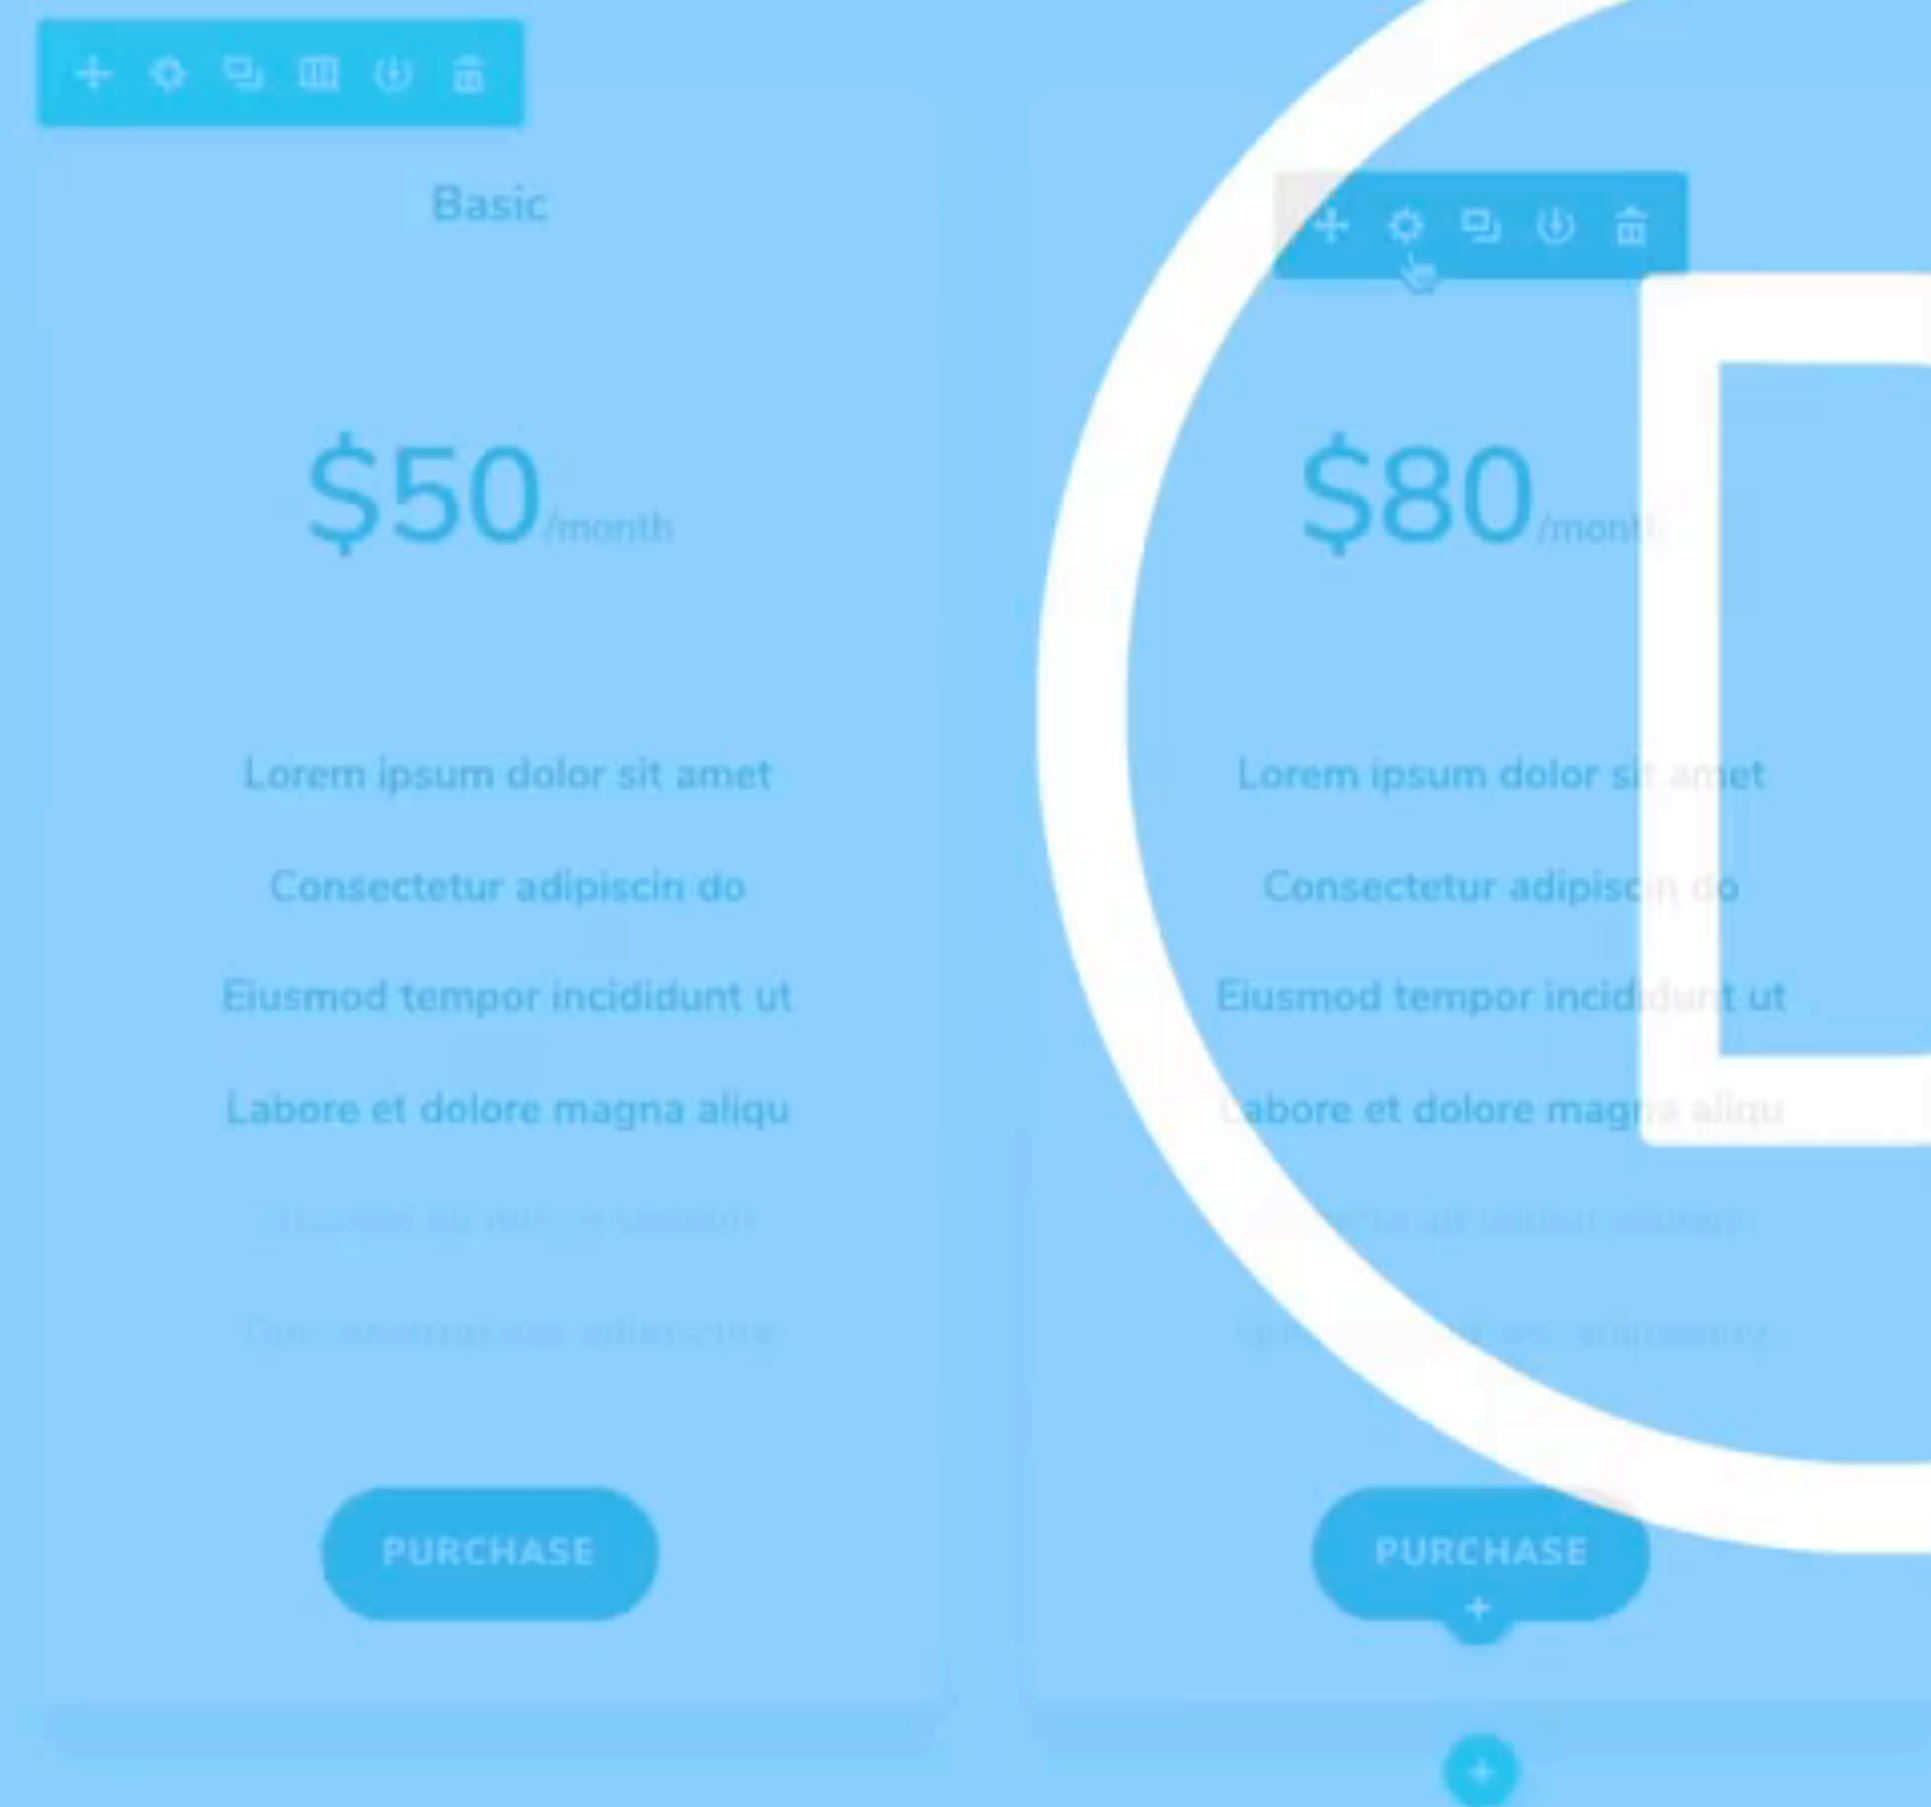 Basic
$50/month
Lorem ipsum dolor sit amet
Consectetur adipiscin do
Eiusmod tempor incididunt ut
Labore et dolore magna aliqu
PURCHASE
$80/month
Lorem ipsum dolor sit amet
Consectetur adipiscin do
Eiusmod tempor incididunt ut
Labore et dolore magna aliqu
PURCHASE
D